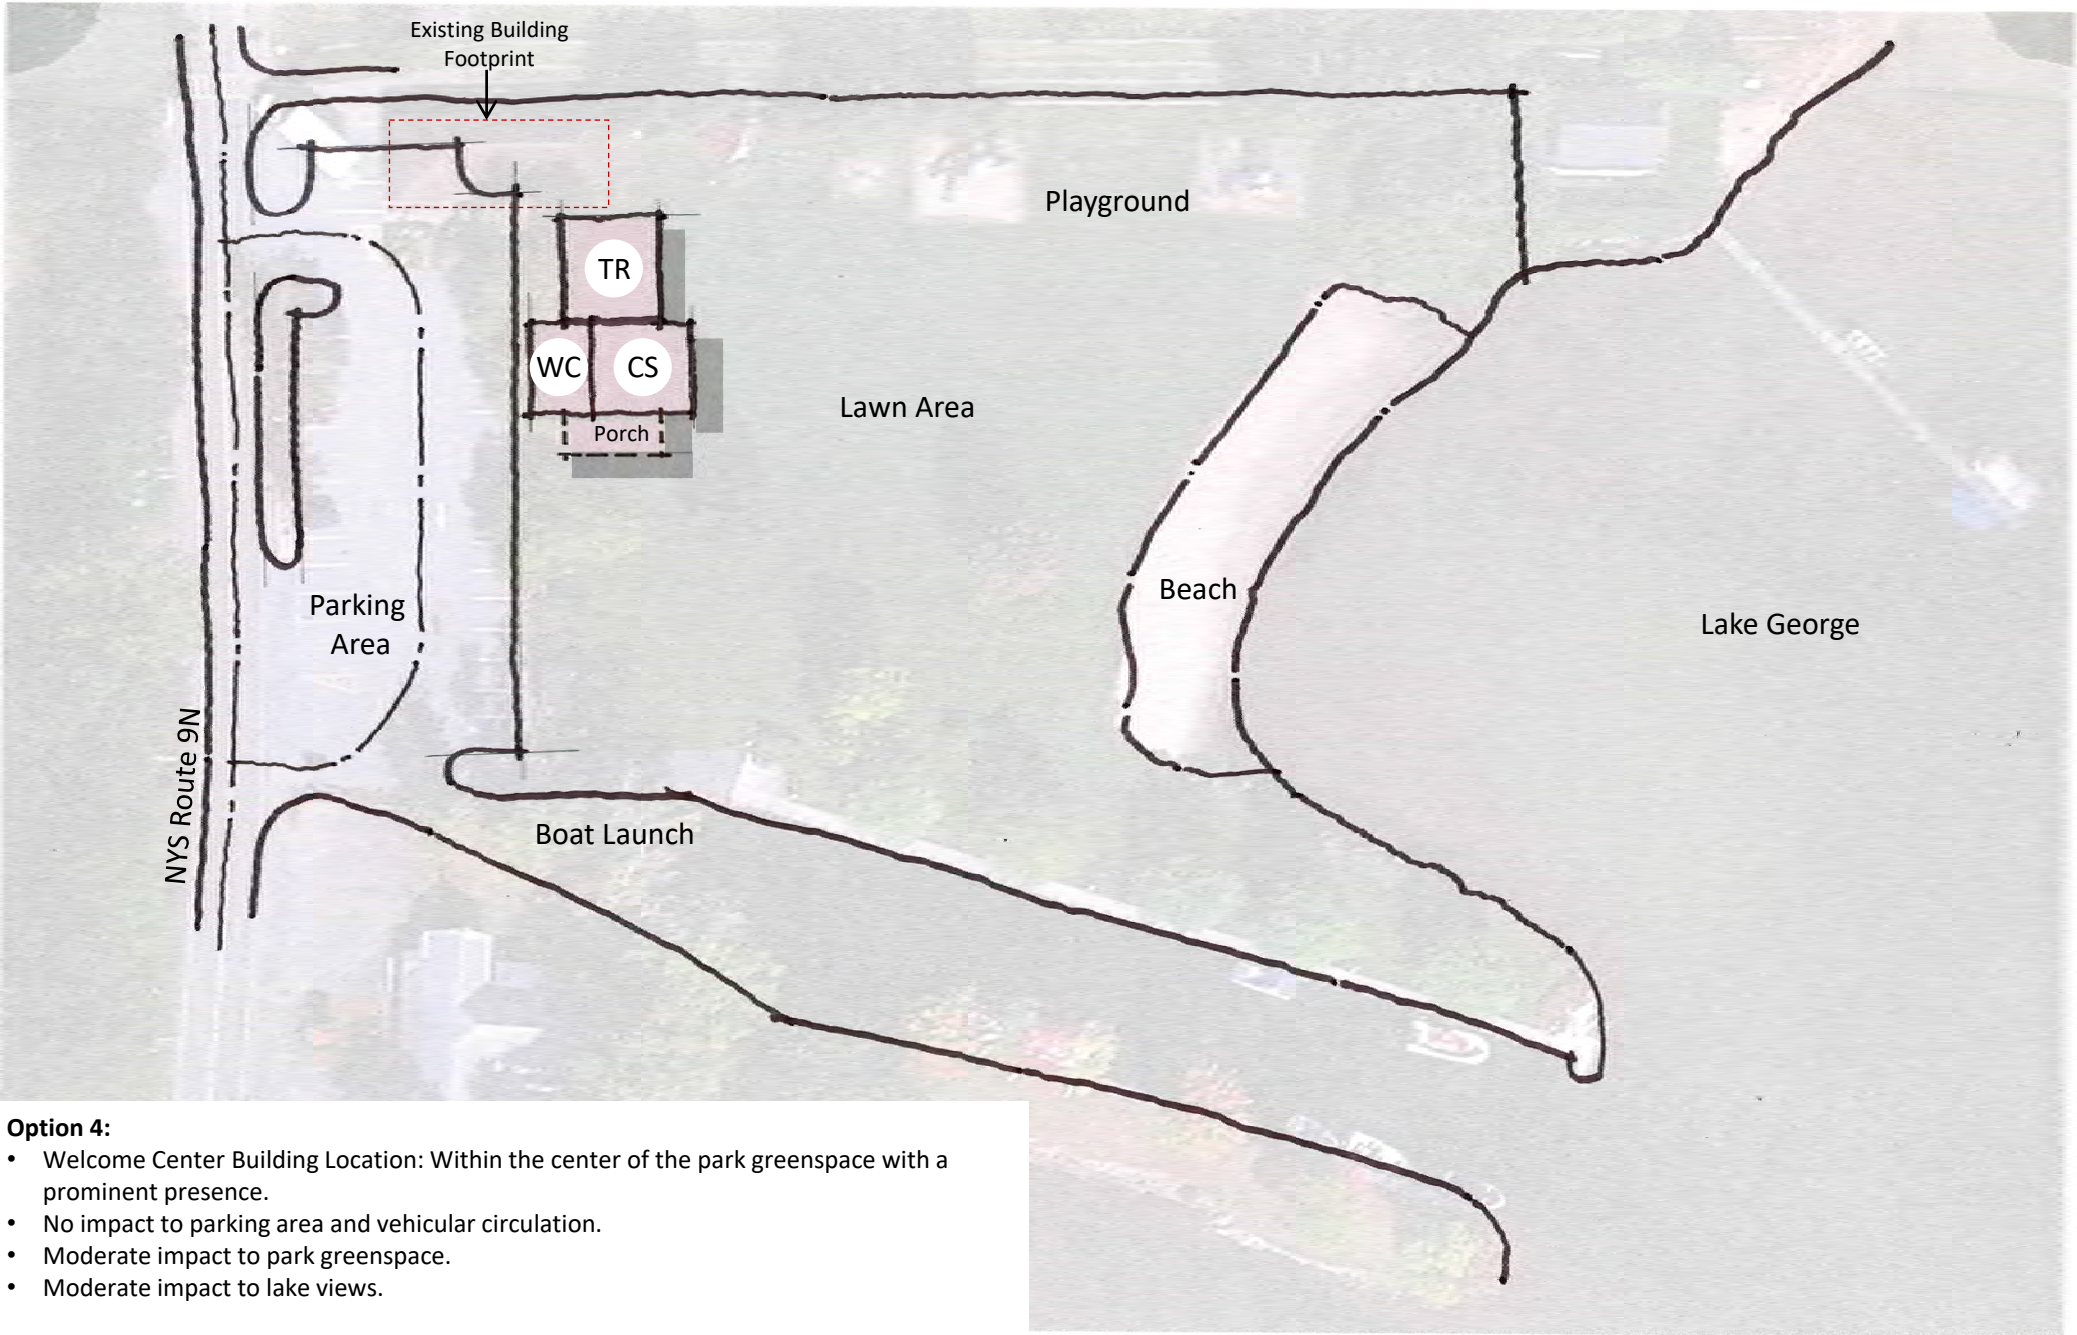 Existing Building
Footprint
Playground
TR
WC
CS
Porch
Lawn Area
Beach
Parking
Area
Lake George
NYS Route 9N
Boat Launch
Option 4:
• Welcome Center Building Location: Within the center of the park greenspace with a
prominent presence.
• No impact to parking area and vehicular circulation.
• Moderate impact to park greenspace.
• Moderate impact to lake views.